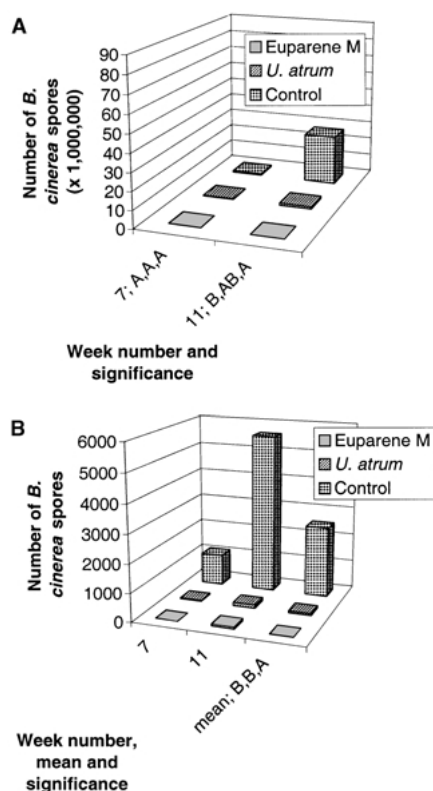 A
Number of B.
cinerea spores
(x 1,000,000)
90
80
70
60
50
40
30
20
10
0
Euparene M
U. atrum
Control
7; A,A,A
11; B,AB,A
Week number and
significance
B
Number of B.
cinerea spores
6000
5000
4000
3000
2000
1000
0
Euparene M
U. atrum
Control
7
11
mean; B,B,A
Week number,
mean and
significance